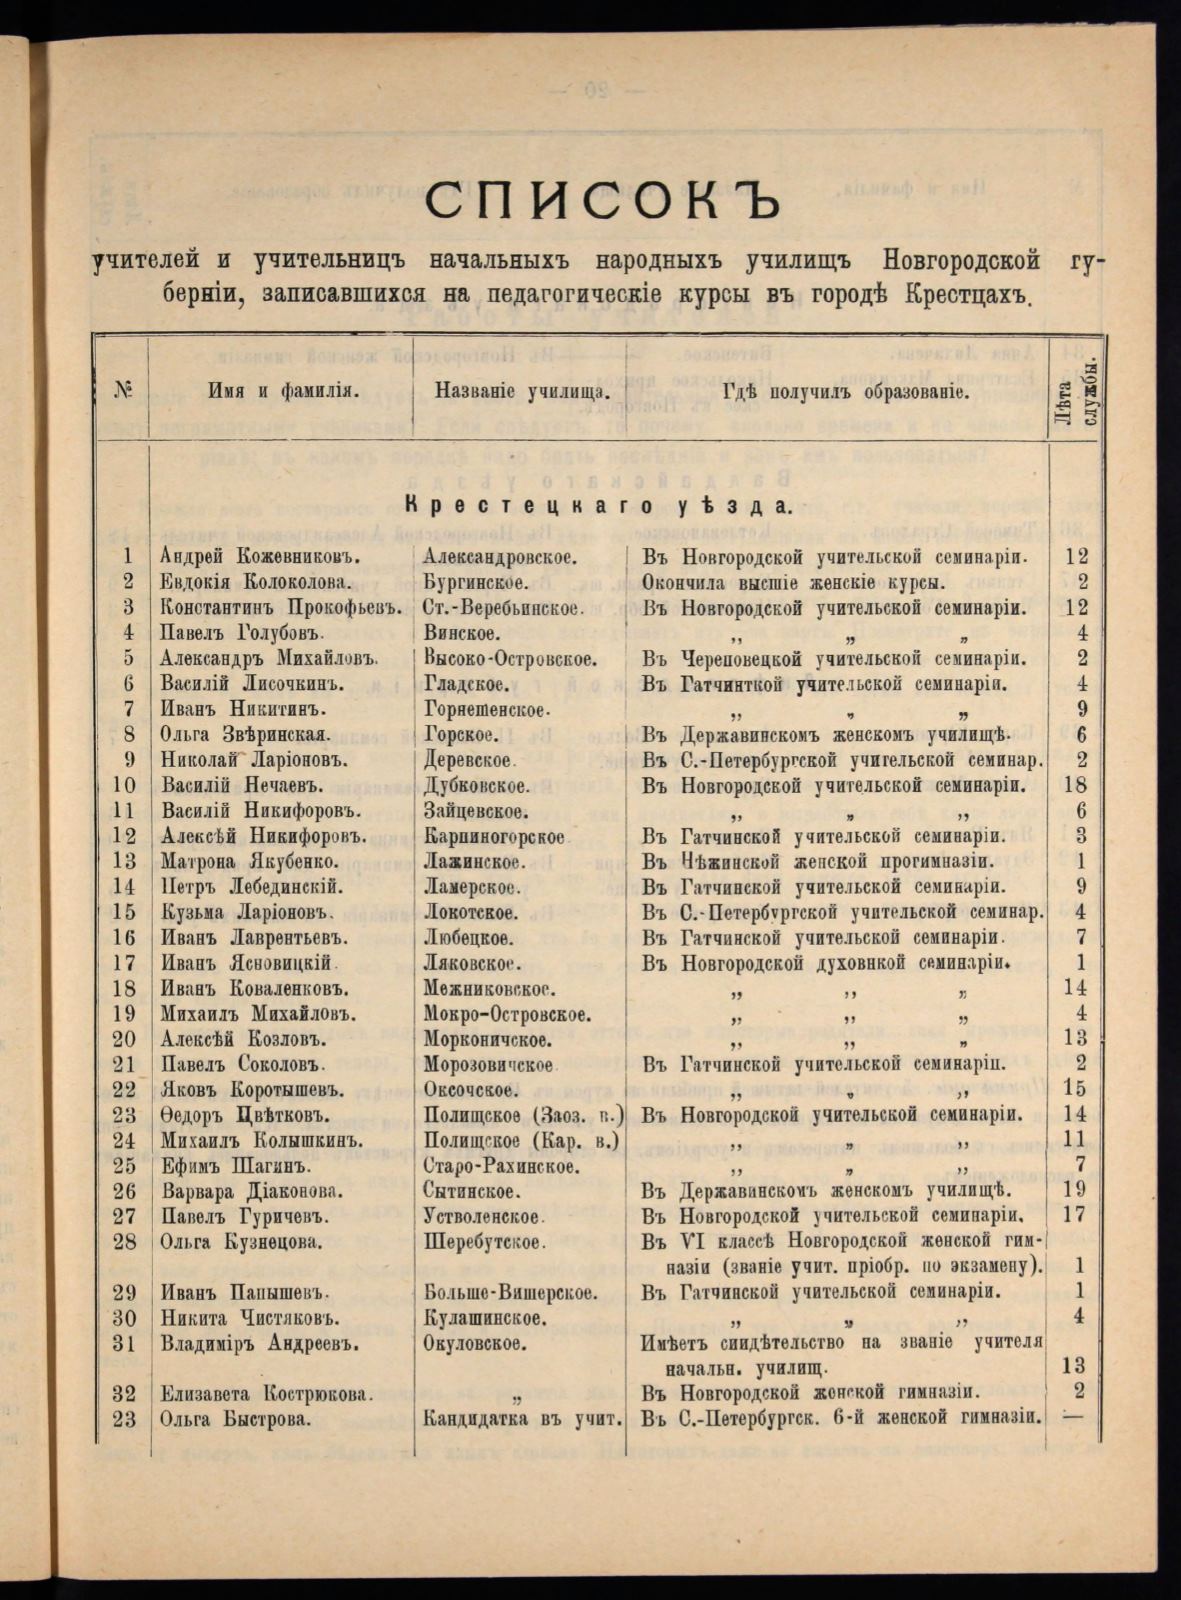 СПИСОКЪ
учителей и учительницъ начальныхъ народныхъ училищъ Новгородской гу-
берніи, записавшихся на педагогическіе курсы въ городѣ Крестцахъ.
№ Имя и фамилія. Названіе училища. Гдѣ получилъ образованіе. Лѣта службы.
Крестецкаго уѣзда.
1 Андрей Кожевниковъ. Александровское. Въ Новгородской учительской семинаріи. 12
2 Евдокія Колоколова. Бургинское. Окончила высшіе женскіе курсы. 2
3 Константинъ Прокофьевъ. Ст.-Веребьинское. Въ Новгородской учительской семинаріи. 12
4 Павелъ Голубовъ. Винское. „ „ „ 4
5 Александръ Михайловъ. Высоко-Островское. Въ Череповецкой учительской семинаріи. 2
6 Василій Лисочкинъ. Гладское. Въ Гатчинткой учительской семинаріи. 4
7 Иванъ Никитинъ. Горнешенское. „ „ „ 9
8 Ольга Звѣринская. Горское. Въ Державинскомъ женскомъ училищѣ. 6
9 Николай Ларіоновъ. Деревское. Въ С.-Петербургской учительской семинар. 2
10 Василій Нечаевъ. Дубковское. Въ Новгородской учительской семинаріи. 18
11 Василій Никифоровъ. Зайцевское. „ „ „ 6
12 Алексѣй Никифоровъ. Карпиногорское Въ Гатчинской учительской семинаріи. 3
13 Матрона Якубенко. Лажинское. Въ Нѣжинской женской прогимназіи. 1
14 Петръ Лебединскій. Ламерское. Въ Гатчинской учительской семинаріи. 9
15 Кузьма Ларіоновъ. Локотское. Въ С.-Петербургской учительской семинар. 4
16 Иванъ Лаврентьевъ. Любецкое. Въ Гатчинской учительской семинаріи. 7
17 Иванъ Ясновицкій. Ляковское. Въ Новгородской духовнкой семинаріи. 1
18 Иванъ Коваленковъ. Межниковское. „ „ „ 14
19 Михаилъ Михайловъ. Мокро-Островское. „ „ „ 4
20 Алексѣй Козловъ. Морконичское. „ „ „ 13
21 Павелъ Соколовъ. Морозовичское Въ Гатчинской учительской семинаріи. 2
22 Яковъ Коротышевъ. Оксочское. „ „ „ 15
23 Ѳедоръ Цвѣтковъ. Полищское (Заоз. в.) Въ Новгородской учительской семинаріи. 14
24 Михаилъ Колышкинъ. Полищское (Кар. в.) „ „ „ 11
25 Ефимъ Шагинъ. Старо-Рахинское. „ „ „ 7
26 Варвара Діаконова. Сытинское. Въ Державинскомъ женскомъ училищѣ. 19
27 Павелъ Гуричевъ. Устволенское. Въ Новгородской учительской семинаріи. 17
28 Ольга Кузнецова. Шеребутское. Въ VI классѣ Новгородской женской гим-
назіи (званіе учит. пріобр. по экзамену). 1
29 Иванъ Папышевъ. Больше-Вишерское. Въ Гатчинской учительской семинаріи. 1
30 Никита Чистяковъ. Кулашинское. „ „ „ 4
31 Владиміръ Андреевъ. Окуловское. Имѣетъ сиидѣтельство на званіе учителя
начальн. училищ. 13
32 Елизавета Кострюкова. „ Въ Новгородской женской гимназіи. 2
23 Ольга Быстрова. Кандидатка въ учит. Въ С.-Петербургск. 6-й женской гимназіи. —